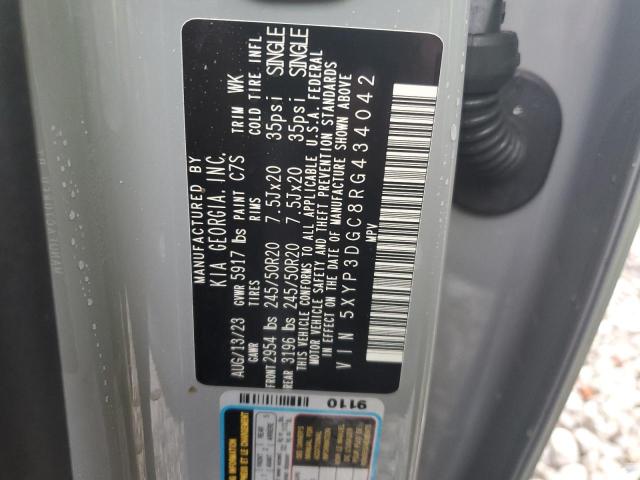 MANUFACTURED BY
KIA GEORGIA, INC.
AUG/13/23 GVWR 5917 lbs PAINT C7S TRIM WK
GAWR TIRES RIMS COLD TIRE INFL
FRONT 2954 lbs 245/50R20 7.5Jx20 35psi SINGLE
REAR 3196 lbs 245/50R20 7.5Jx20 35psi SINGLE
THIS VEHICLE CONFORMS TO ALL APPLICABLE U.S.A. FEDERAL
MOTOR VEHICLE SAFETY AND THEFT PREVENTION STANDARDS
IN EFFECT ON THE DATE OF MANUFACTURE SHOWN ABOVE
VIN 5XYP3DGC8RG434042
MPV
9110